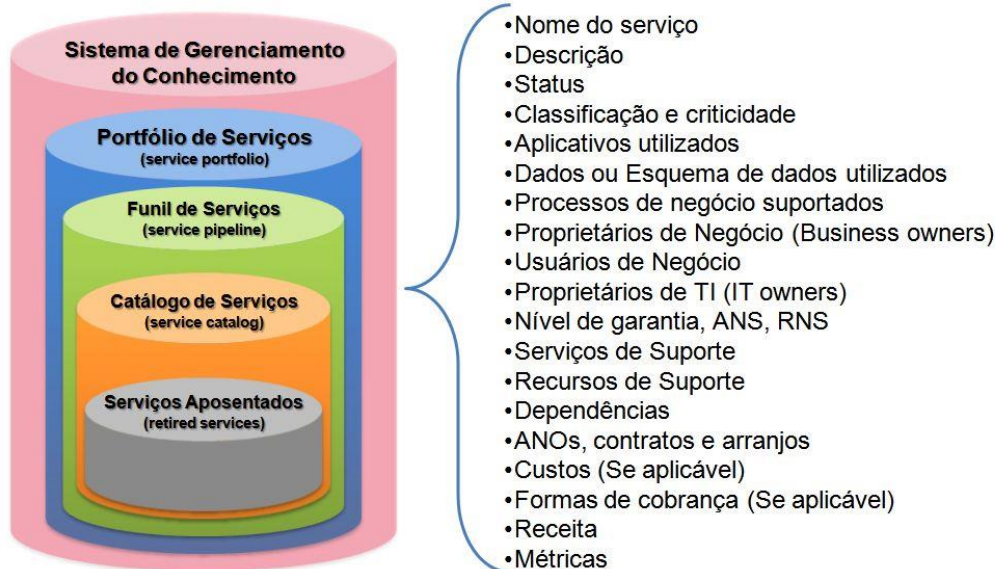 Sistema de Gerenciamento
do Conhecimento
Portfólio de Serviços
(service portfolio)
Funil de Serviços
(service pipeline)
Catálogo de Serviços
(service catalog)
Serviços Aposentados
(retired services)
•Nome do serviço
•Descrição
•Status
•Classificação e criticidade
•Aplicativos utilizados
•Dados ou Esquema de dados utilizados
•Processos de negócio suportados
•Proprietários de Negócio (Business owners)
•Usuários de Negócio
•Proprietários de TI (IT owners)
•Nível de garantia, ANS, RNS
•Serviços de Suporte
•Recursos de Suporte
•Dependências
•ANOs, contratos e arranjos
•Custos (Se aplicável)
•Formas de cobrança (Se aplicável)
•Receita
•Métricas